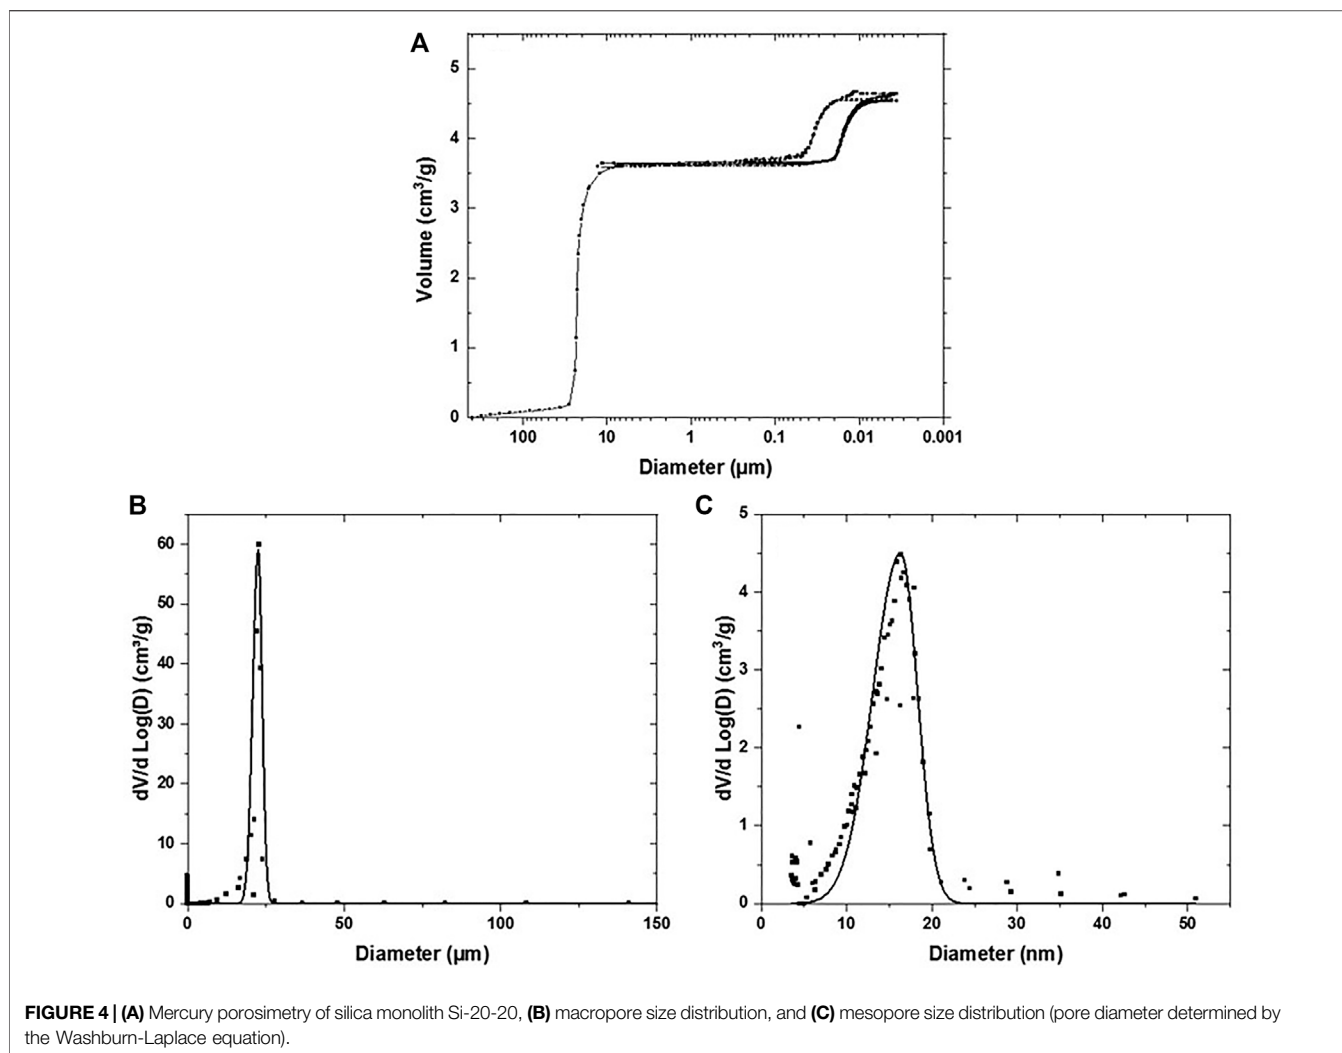 A
5
4
3
2
1
0
Volume (cm³/g)
100 10 1 0.1 0.01 0.001
Diameter (µm)
B
60
50
40
30
20
10
0
dV/d Log(D) (cm³/g)
0 50 100 150
Diameter (µm)
C
5
4
3
2
1
0
dV/d Log(D) (cm³/g)
0 10 20 30 40 50
Diameter (nm)
FIGURE 4 | (A) Mercury porosimetry of silica monolith Si-20-20, (B) macropore size distribution, and (C) mesopore size distribution (pore diameter determined by
the Washburn-Laplace equation).